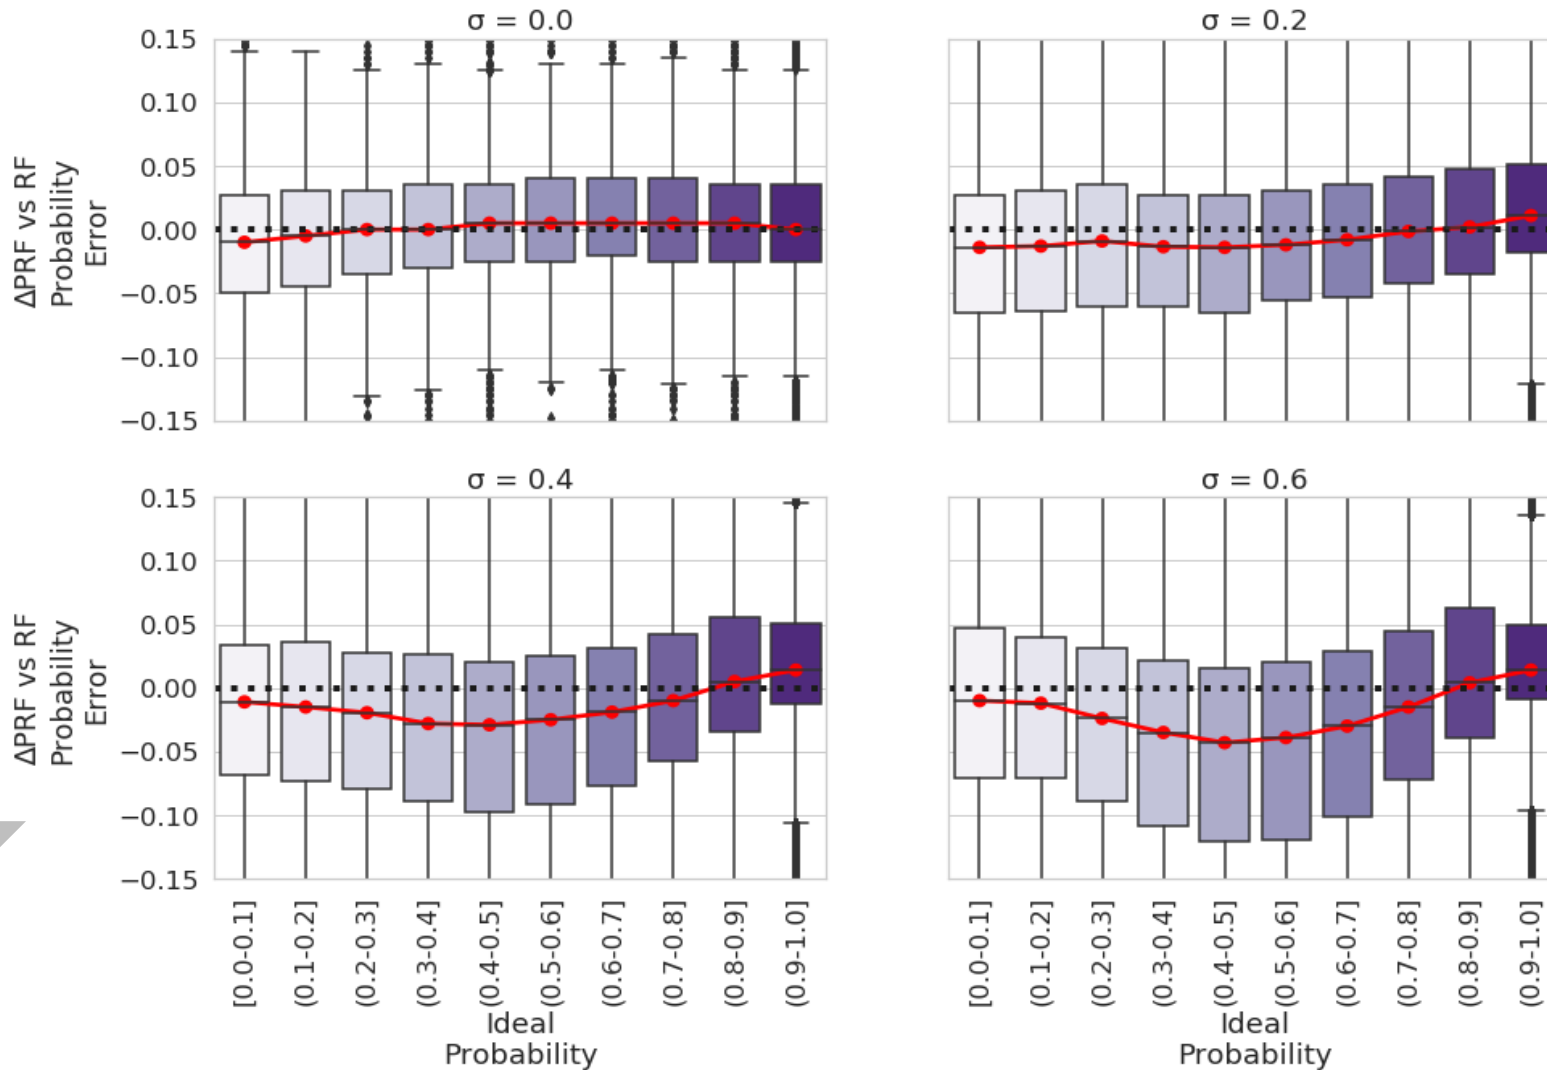 σ = 0.0
σ = 0.2
0.15
0.10
0.05
0.00
−0.05
−0.10
−0.15
ΔPRF vs RF
Probability
Error
σ = 0.4
σ = 0.6
0.15
0.10
0.05
0.00
−0.05
−0.10
−0.15
ΔPRF vs RF
Probability
Error
[0.0-0.1]
(0.1-0.2]
(0.2-0.3]
(0.3-0.4]
(0.4-0.5]
(0.5-0.6]
(0.6-0.7]
(0.7-0.8]
(0.8-0.9]
(0.9-1.0]
Ideal
Probability
[0.0-0.1]
(0.1-0.2]
(0.2-0.3]
(0.3-0.4]
(0.4-0.5]
(0.5-0.6]
(0.6-0.7]
(0.7-0.8]
(0.8-0.9]
(0.9-1.0]
Ideal
Probability